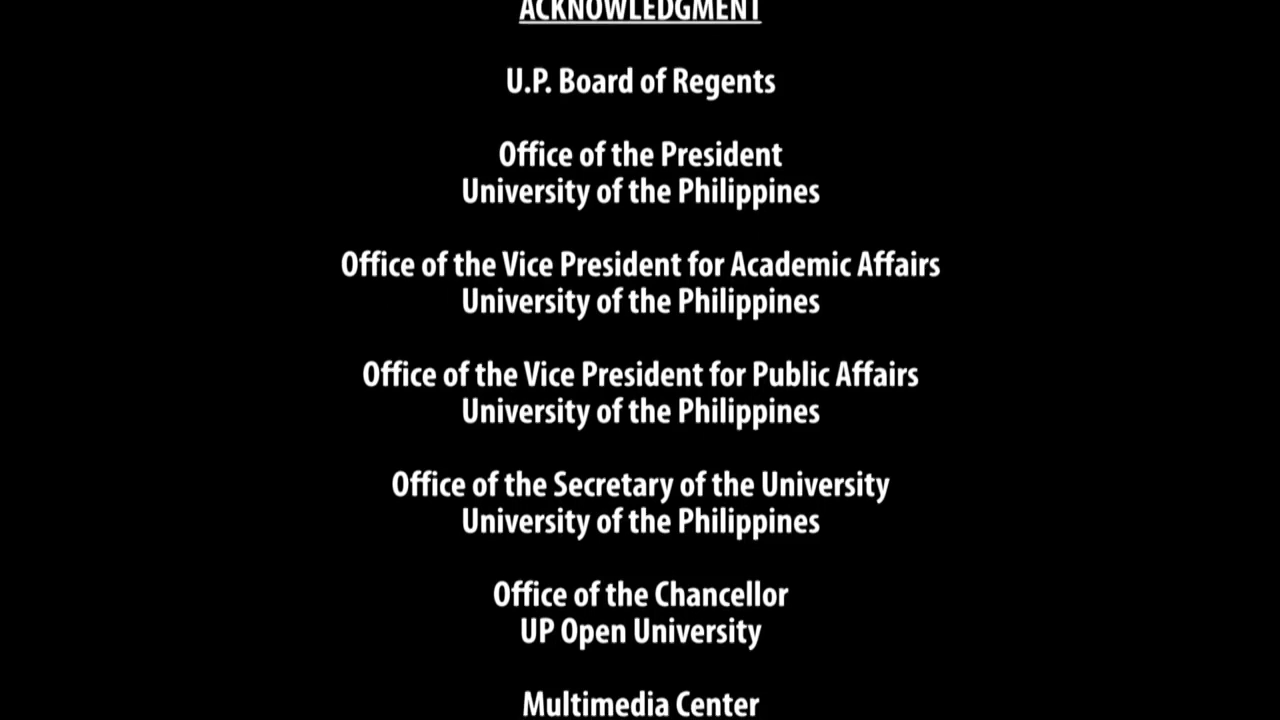 ACKNOWLEDGMENT
U.P. Board of Regents
Office of the President
University of the Philippines
Office of the Vice President for Academic Affairs
University of the Philippines
Office of the Vice President for Public Affairs
University of the Philippines
Office of the Secretary of the University
University of the Philippines
Office of the Chancellor
UP Open University
Multimedia Center